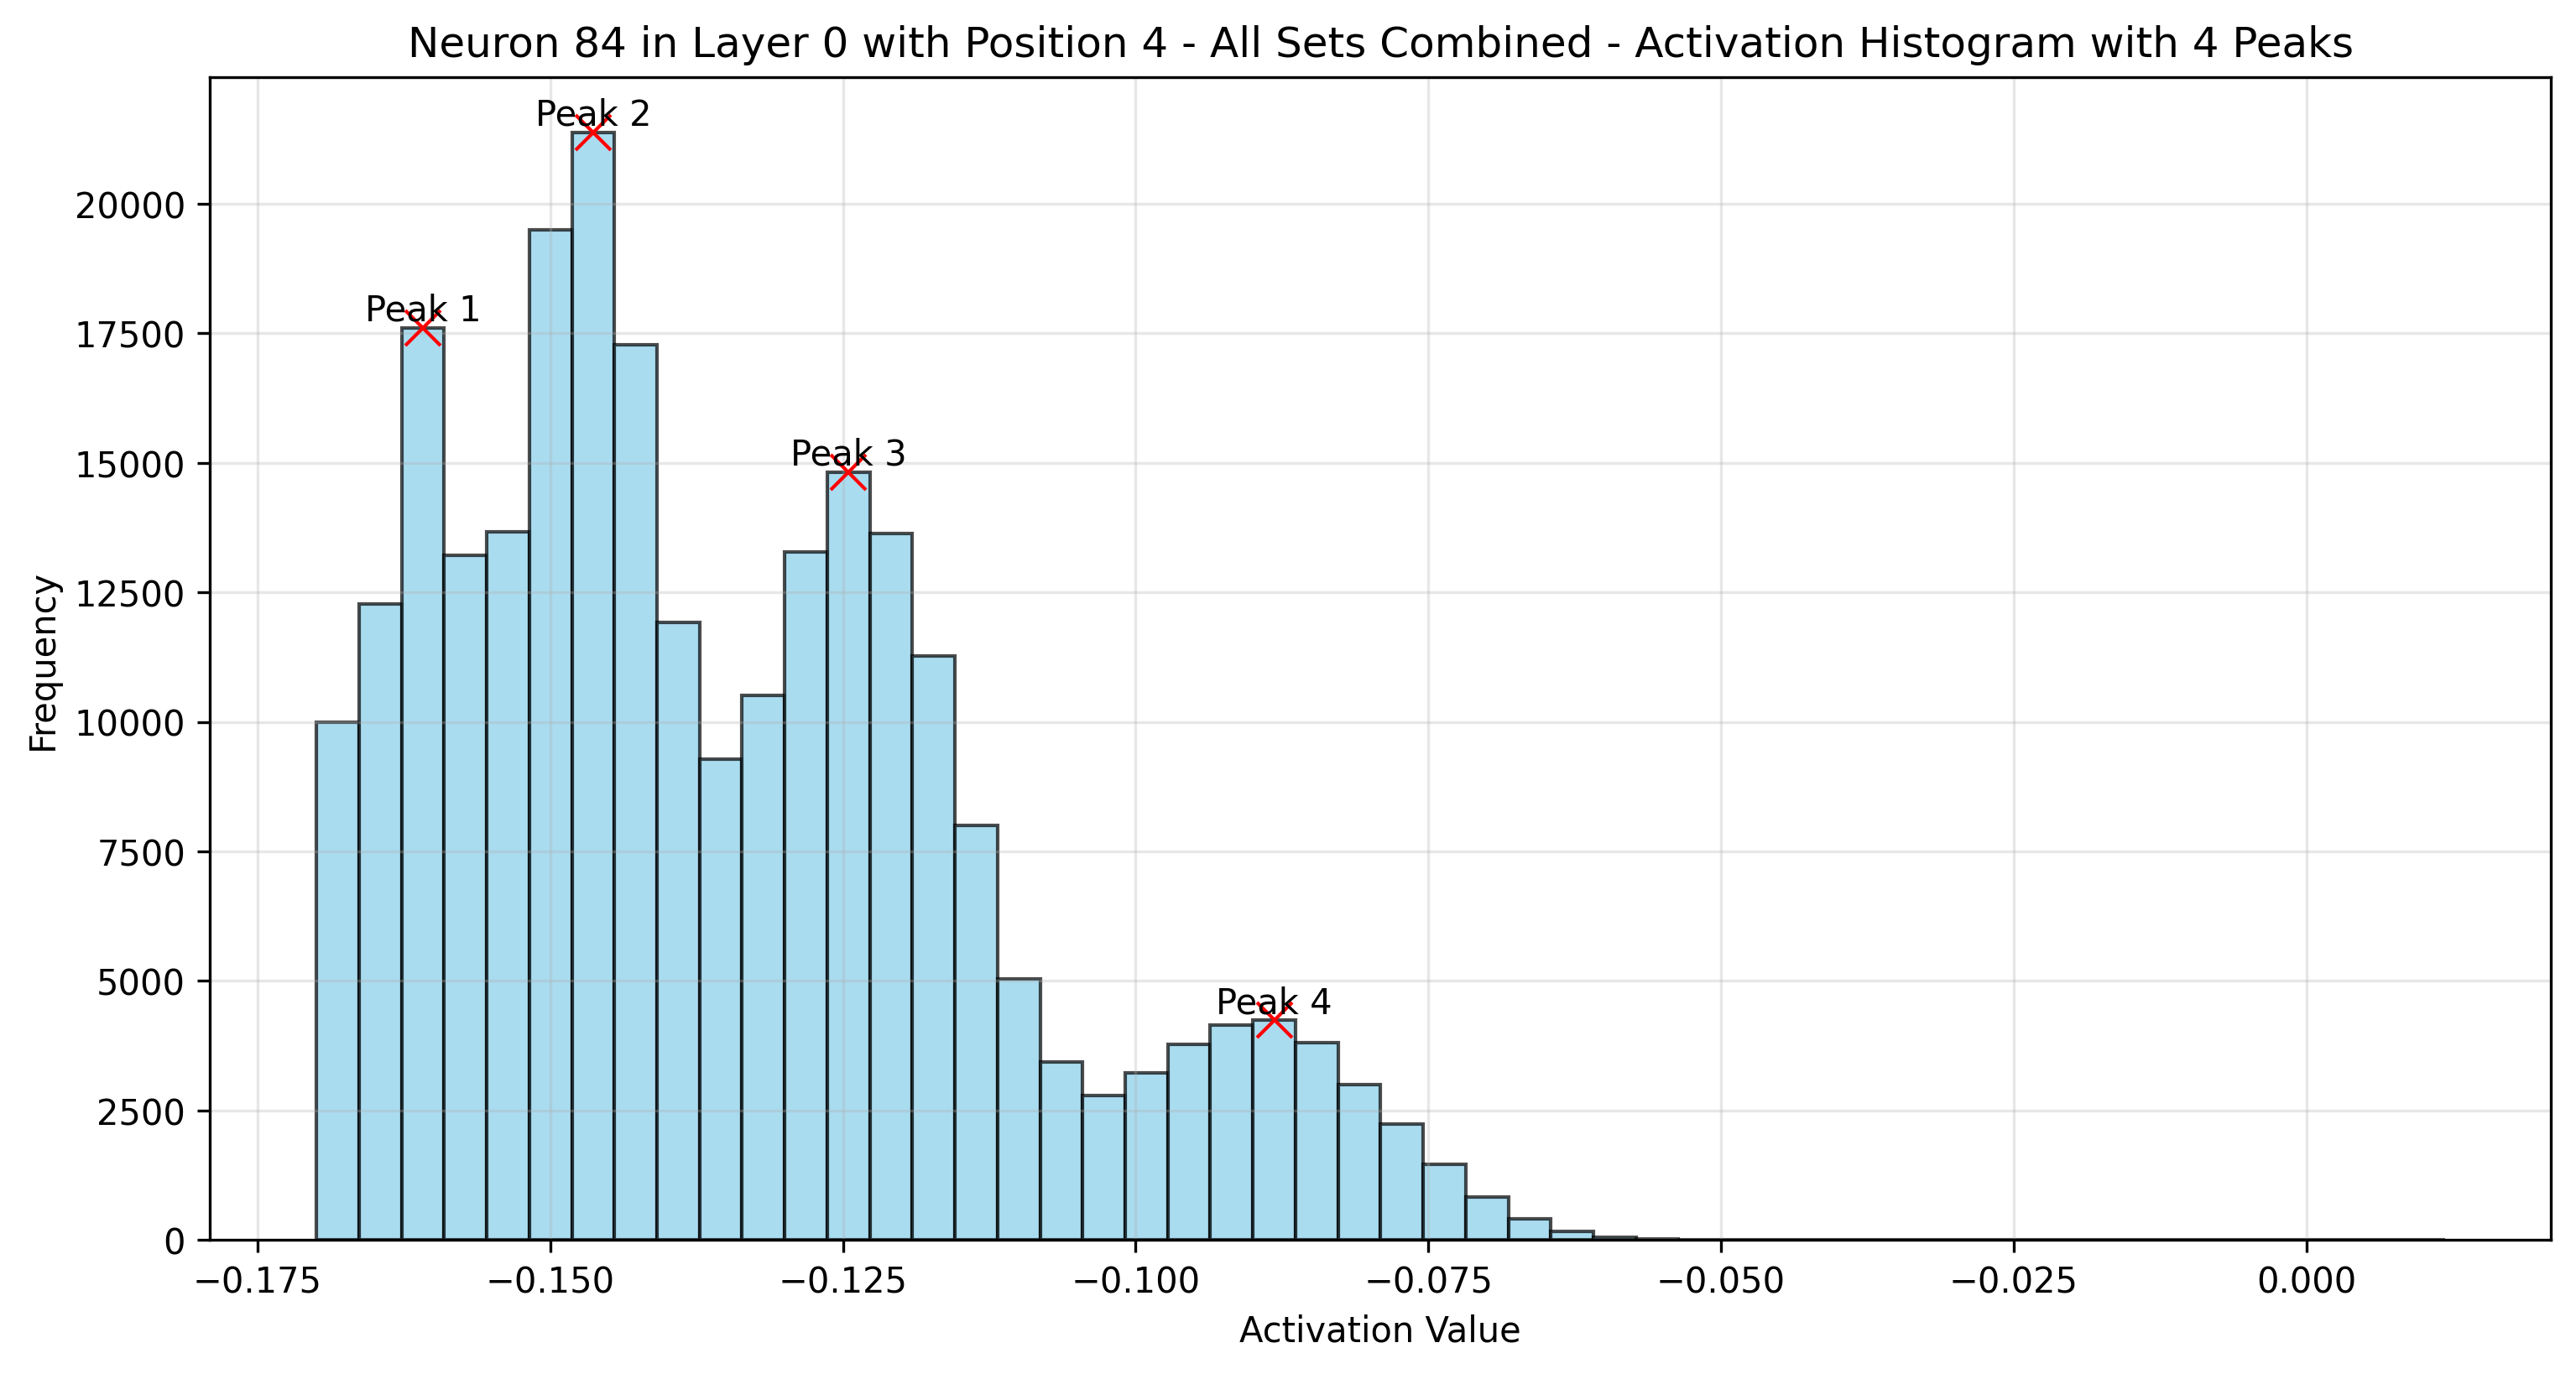 Neuron 84 in Layer 0 with Position 4 - All Sets Combined - Activation Histogram with 4 Peaks
Peak 2
20000
Peak 1
17500
Peak 3
15000
12500
Frequency
10000
7500
5000
Peak 4
2500
0
−0.175 −0.150 −0.125 −0.100 −0.075 −0.050 −0.025 0.000
Activation Value